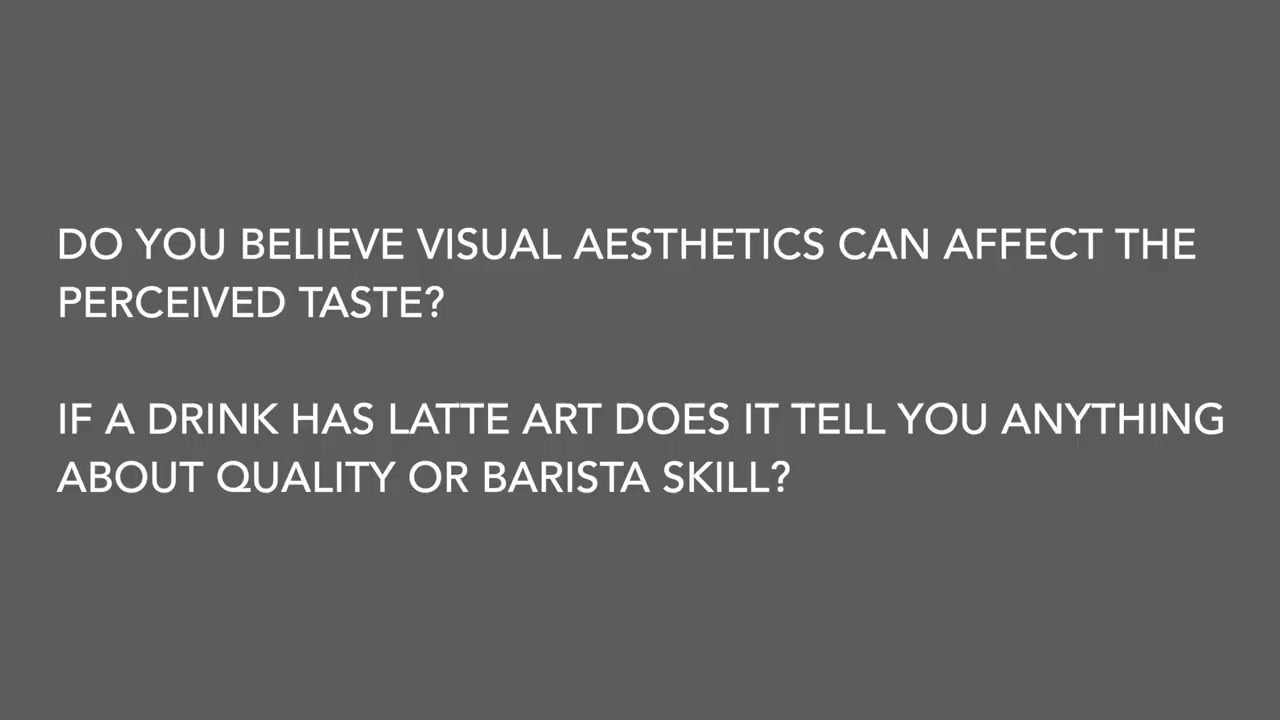 DO YOU BELIEVE VISUAL AESTHETICS CAN AFFECT THE
PERCEIVED TASTE?
IF A DRINK HAS LATTE ART DOES IT TELL YOU ANYTHING
ABOUT QUALITY OR BARISTA SKILL?